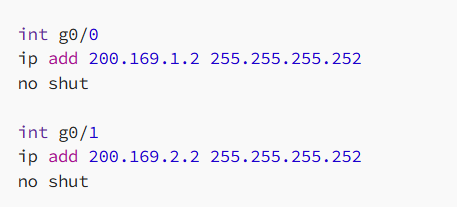 int g0/0
ip add 200.169.1.2 255.255.255.252
no shut
int g0/1
ip add 200.169.2.2 255.255.255.252
no shut